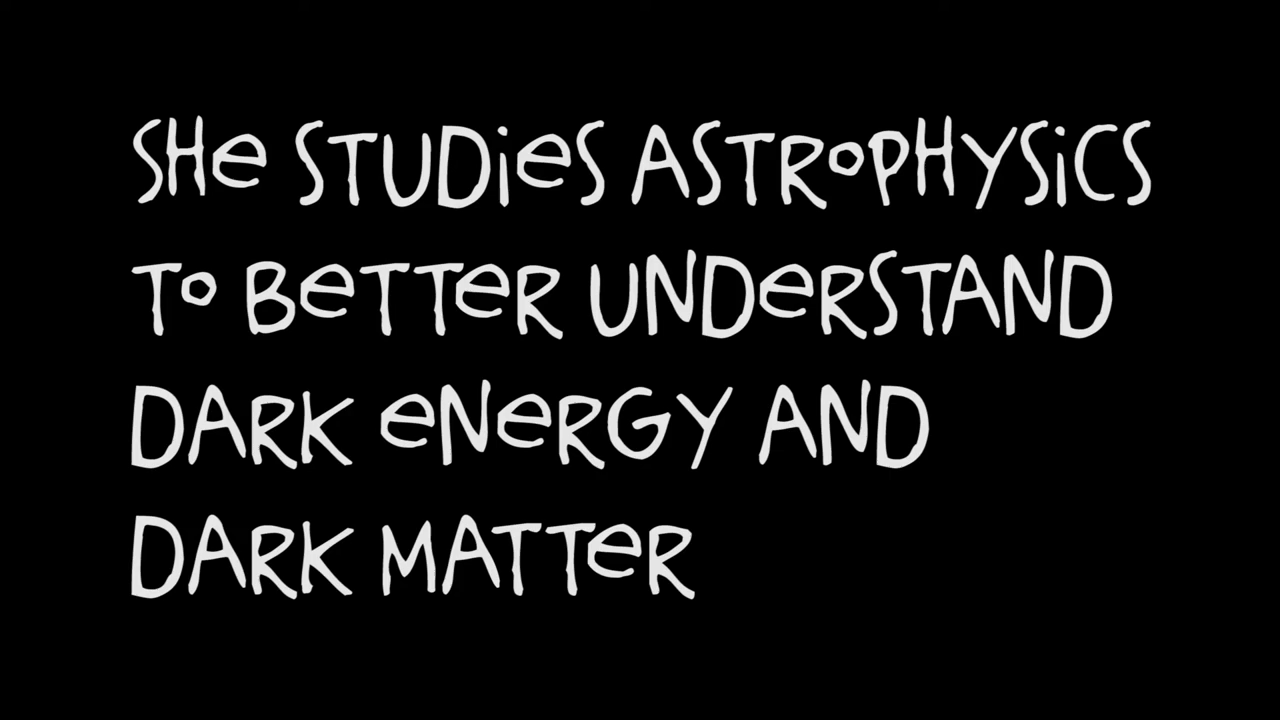 SHe STUDieS ASTROPHYSiCS
TO BeTTeR UNDeRSTAND
DARK eNeRGY AND
DARK MATTeR